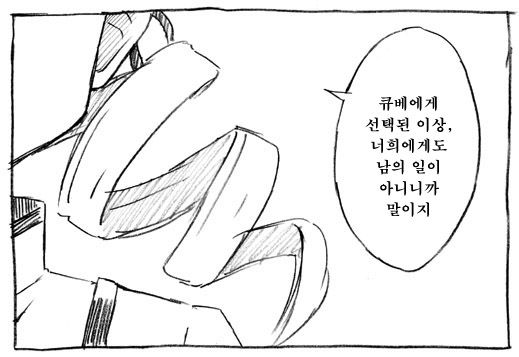 큐베에게
선택된 이상,
너희에게도
남의 일이
아니니까
말이지